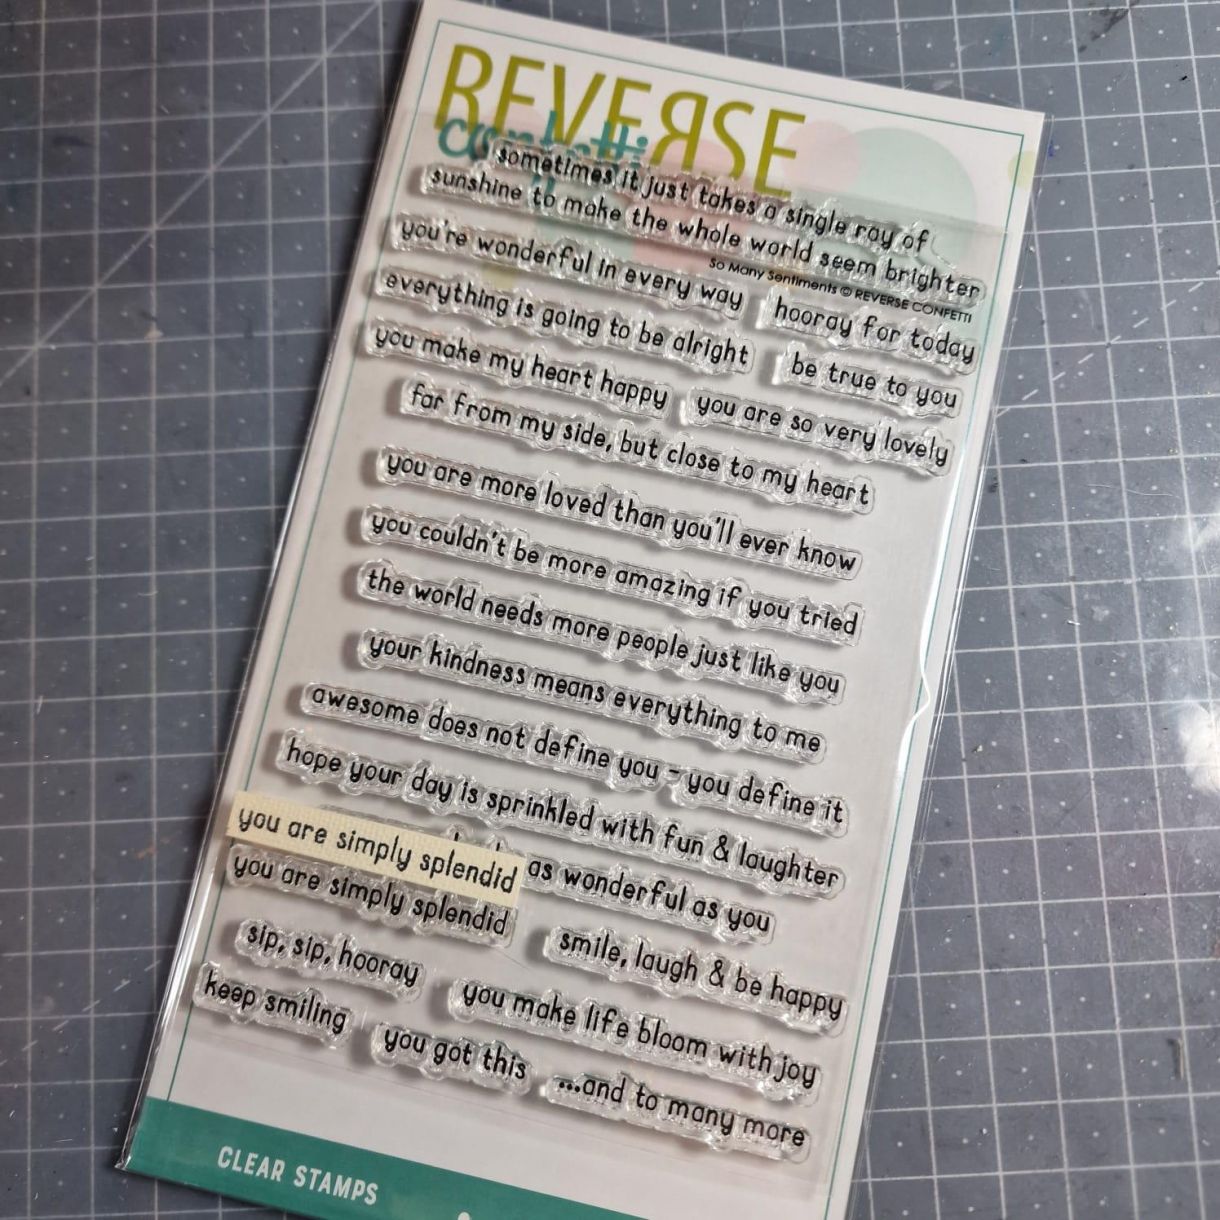 REVERSE
confetti
sometimes it just takes a single ray of
sunshine to make the whole world seem brighter
So Many Sentiments © REVERSE CONFETTI
you're wonderful in every way
hooray for today
everything is going to be alright
be true to you
you make my heart happy
you are so very lovely
far from my side, but close to my heart
you are more loved than you'll ever know
you couldn't be more amazing if you tried
the world needs more people just like you
your kindness means everything to me
awesome does not define you - you define it
hope your day is sprinkled with fun & laughter
you are simply splendid
as wonderful as you
you are simply splendid
smile, laugh & be happy
sip, sip, hooray
you make life bloom with joy
keep smiling
you got this
...and to many more
CLEAR STAMPS